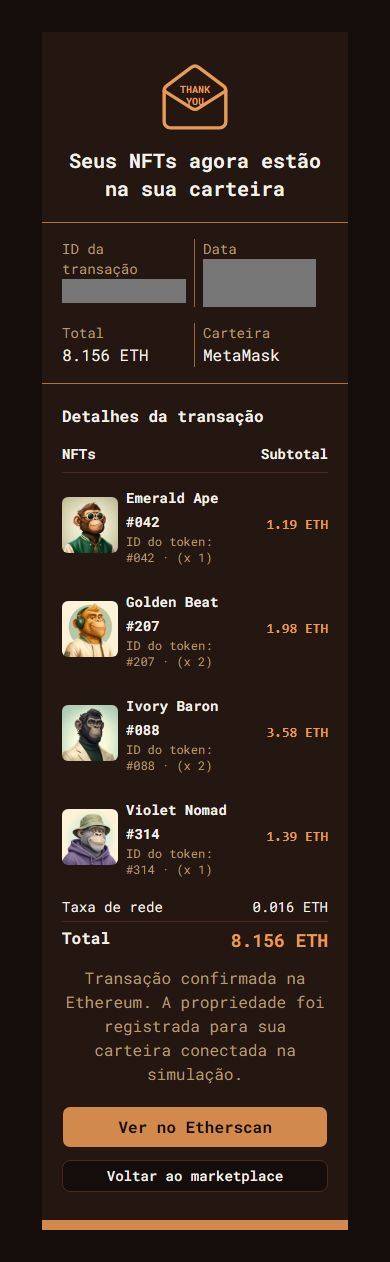 THANK
YOU
Seus NFTs agora estão
na sua carteira
ID da
transação
Data
Total
8.156 ETH
Carteira
MetaMask
Detalhes da transação
NFTs
Subtotal
Emerald Ape
#042
ID do token:
#042 · (x 1)
1.19 ETH
Golden Beat
#207
ID do token:
#207 · (x 2)
1.98 ETH
Ivory Baron
#088
ID do token:
#088 · (x 2)
3.58 ETH
Violet Nomad
#314
ID do token:
#314 · (x 1)
1.39 ETH
Taxa de rede
0.016 ETH
Total
8.156 ETH
Transação confirmada na
Ethereum. A propriedade foi
registrada para sua
carteira conectada na
simulação.
Ver no Etherscan
Voltar ao marketplace